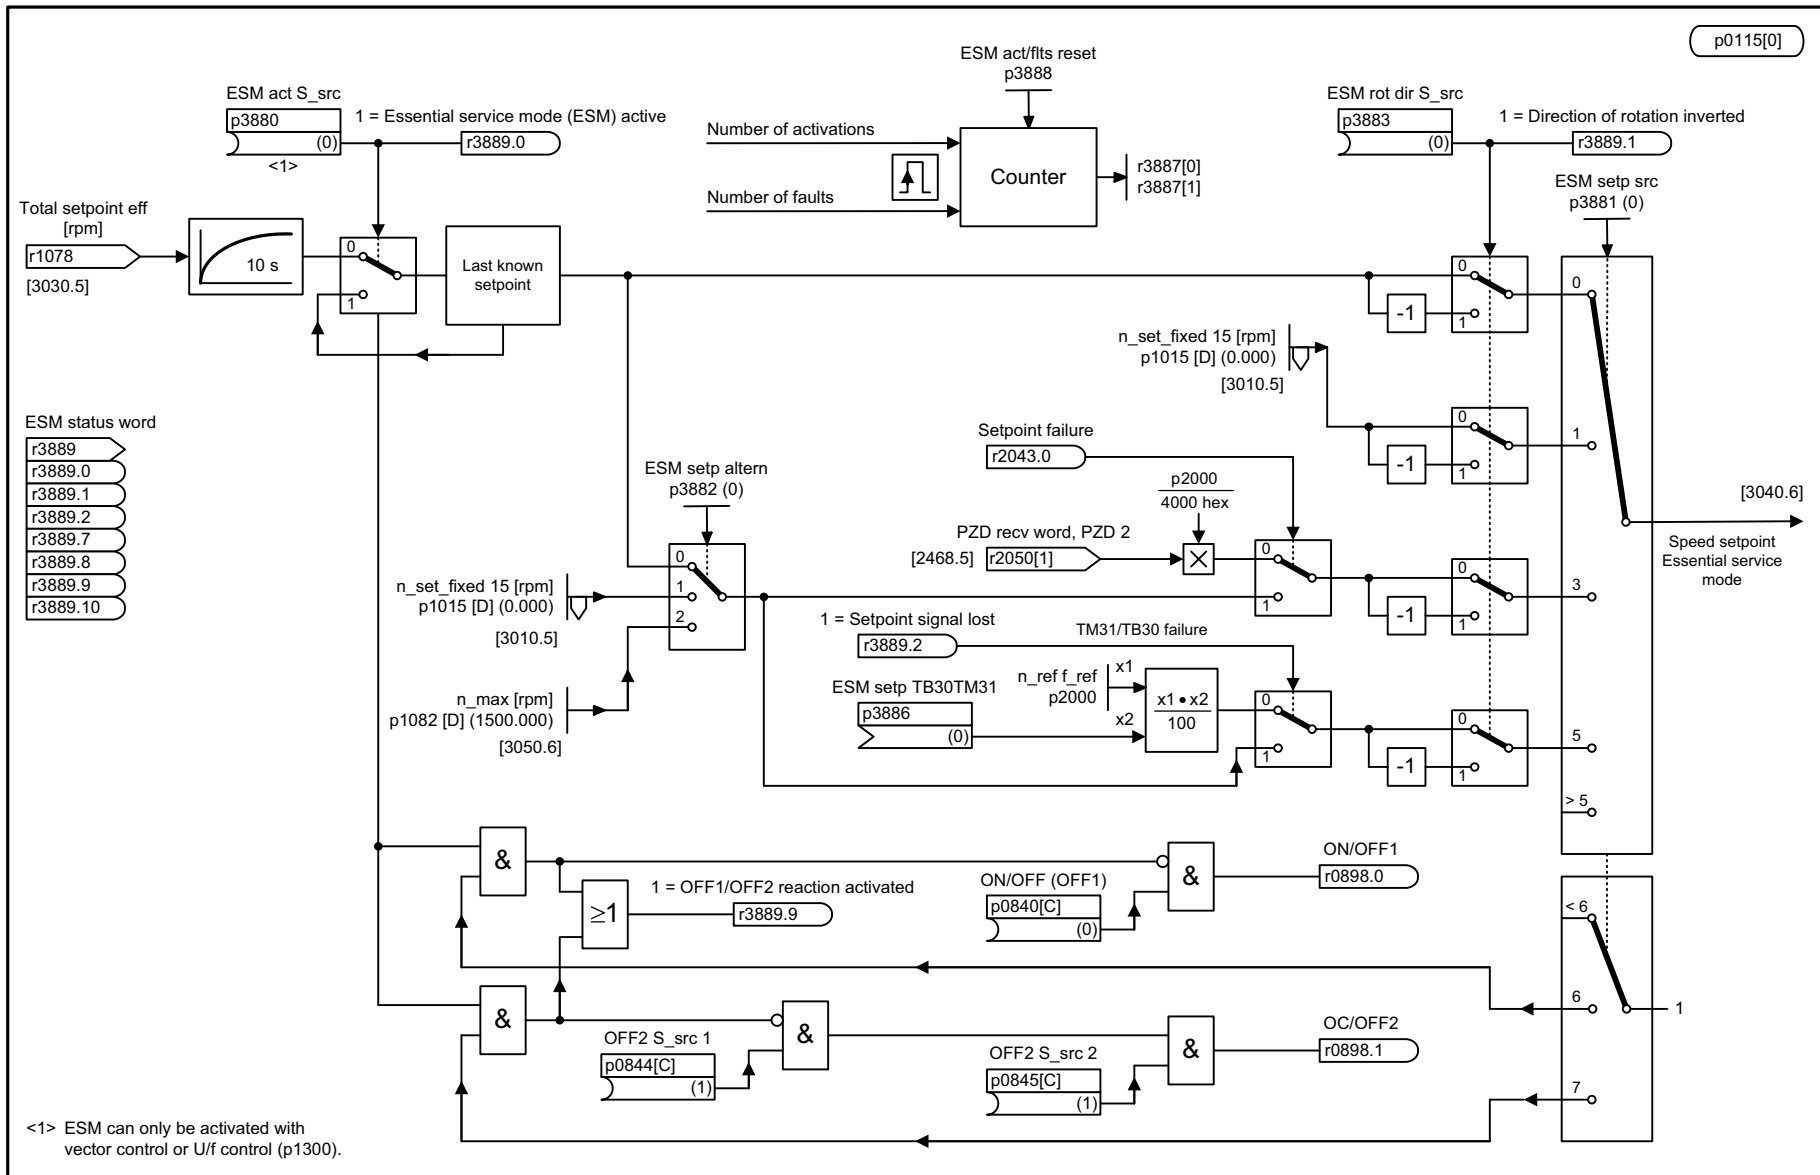 p0115[0]
ESM act/flts reset
p3888
ESM act S_src
p3880
(0)
<1>
1 = Essential service mode (ESM) active
r3889.0
Number of activations
Number of faults
Counter
r3887[0]
r3887[1]
ESM rot dir S_src
p3883
(0)
1 = Direction of rotation inverted
r3889.1
ESM setp src
p3881 (0)
Total setpoint eff
[rpm]
r1078
[3030.5]
10 s
0
1
Last known
setpoint
0
-1
1
0
n_set_fixed 15 [rpm]
p1015 [D] (0.000)
[3010.5]
0
-1
1
1
ESM status word
r3889
r3889.0
r3889.1
r3889.2
r3889.7
r3889.8
r3889.9
r3889.10
Setpoint failure
r2043.0
ESM setp altern
p3882 (0)
0
1
2
n_set_fixed 15 [rpm]
p1015 [D] (0.000)
[3010.5]
n_max [rpm]
p1082 [D] (1500.000)
[3050.6]
p2000
4000 hex
PZD recv word, PZD 2
[2468.5]
r2050[1]
×
0
1
0
-1
1
3
[3040.6]
Speed setpoint
Essential service
mode
1 = Setpoint signal lost
r3889.2
TM31/TB30 failure
ESM setp TB30TM31
p3886
(0)
n_ref f_ref
p2000
x1
x2
x1 • x2
100
0
1
0
-1
1
5
> 5
&
≥1
1 = OFF1/OFF2 reaction activated
r3889.9
ON/OFF (OFF1)
p0840[C]
(0)
&
ON/OFF1
r0898.0
< 6
6
1
7
&
OFF2 S_src 1
p0844[C]
(1)
&
OFF2 S_src 2
p0845[C]
(1)
&
OC/OFF2
r0898.1
<1> ESM can only be activated with
vector control or U/f control (p1300).